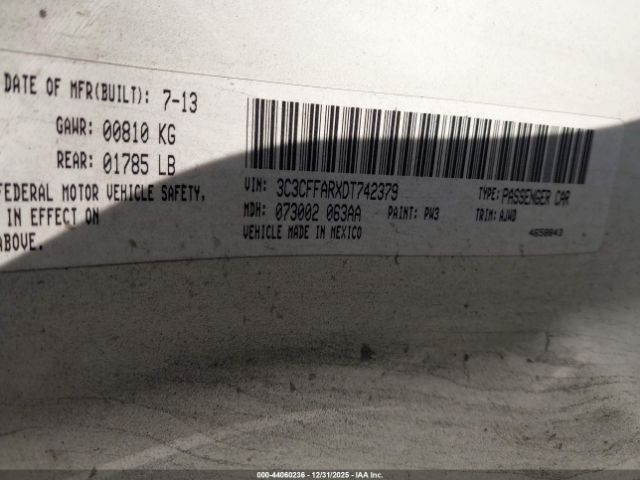 DATE OF MFR(BUILT): 7-13
GAWR: 00810 KG
REAR: 01785 LB
FEDERAL MOTOR VEHICLE SAFETY,
IN EFFECT ON
ABOVE.
VIN: 3C3CFFARXDT742379 TYPE: PASSENGER CAR
MDH: 073002 063AA PAINT: PW3 TRIM: AJWD
VEHICLE MADE IN MEXICO 4650043
000-44060236 - 12/31/2025 - IAA Inc.